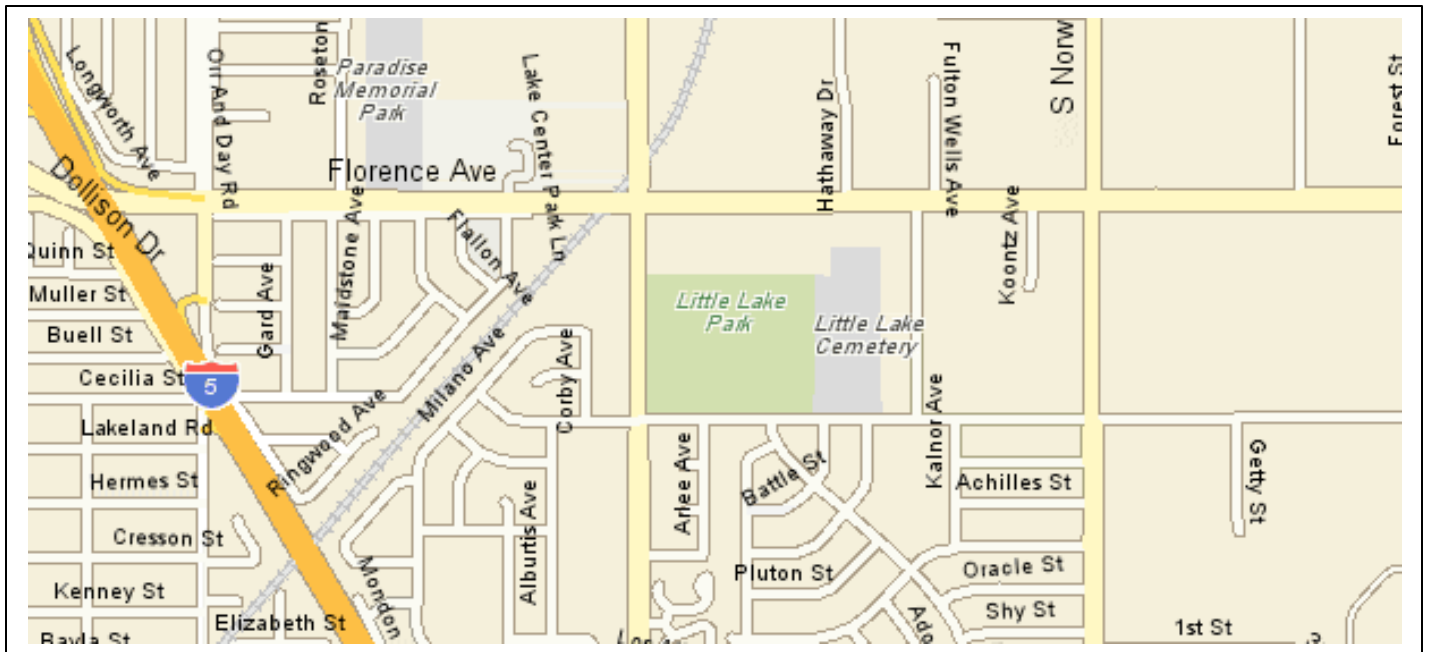 Longworth Ave
Orr And Day Rd
Roseton
Paradise
Memorial
Park
Lake Center Park Ln
Hathaway Dr
Fulton Wells Ave
S Norw
Forest St
Florence Ave
Dollison Dr
Quinn St
Muller St
Buell St
Cecilia St
5
Gard Ave
Maidstone Ave
Flallon Ave
Koontz Ave
Little Lake
Park
Little Lake
Cemetery
Milano Ave
Corby Ave
Ringwood Ave
Lakeland Rd
Hermes St
Cresson St
Kenney St
Bayla St
Elizabeth St
Mondon
Alburtis Ave
Arlee Ave
Battle St
Kalnor Ave
Achilles St
Getty St
Pluton St
Oracle St
Shy St
Ado
1st St